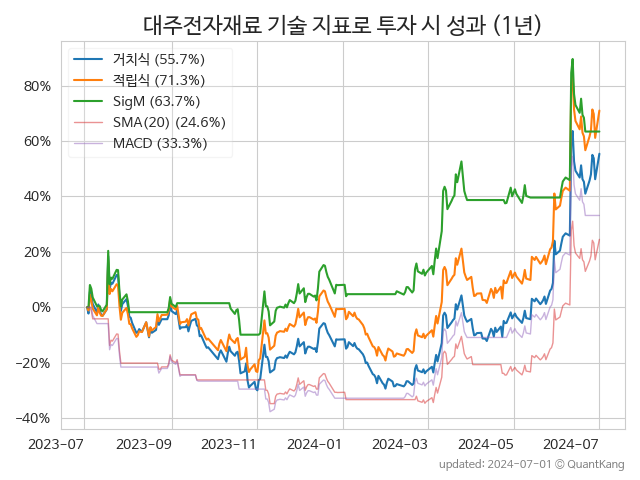 대주전자재료 기술 지표로 투자 시 성과 (1년)
거치식 (55.7%)
적립식 (71.3%)
SigM (63.7%)
SMA(20) (24.6%)
MACD (33.3%)
80%
60%
40%
20%
0%
−20%
−40%
2023-07
2023-09
2023-11
2024-01
2024-03
2024-05
2024-07
updated: 2024-07-01 © QuantKang